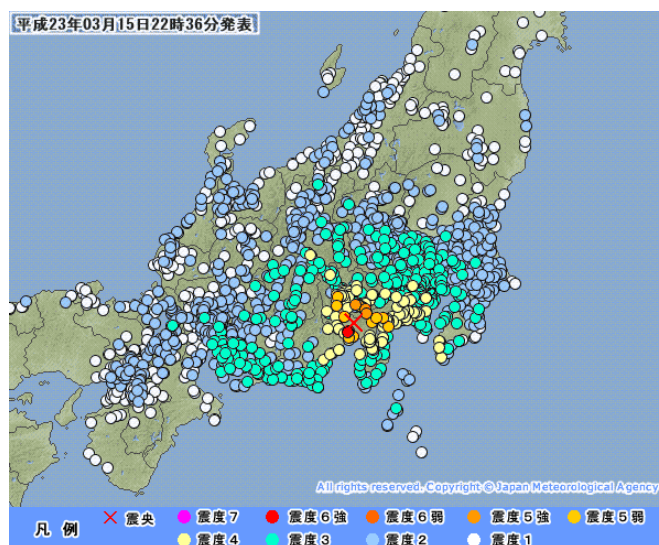 平成23年03月15日22時36分発表
All rights reserved. Copyright © Japan Meteorological Agency
凡 例 震央 震度7 震度6強 震度6弱 震度5強 震度5弱
震度4 震度3 震度2 震度1